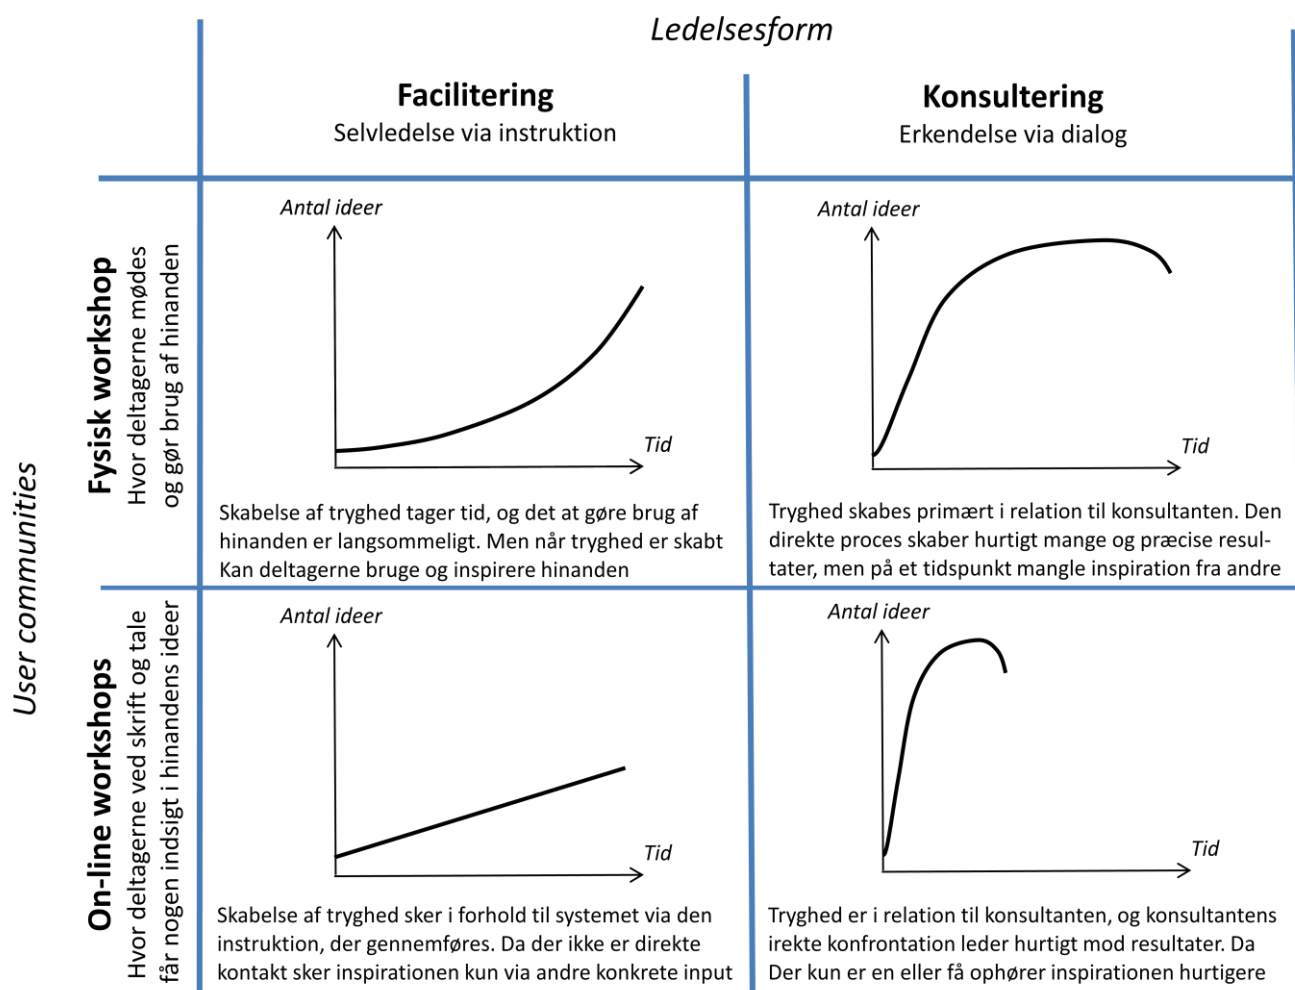 Ledelsesform
Facilitering
Selvledelse via instruktion
Konsultering
Erkendelse via dialog
User communities
Fysisk workshop
Hvor deltagerne mødes
og gør brug af hinanden
Antal ideer
Tid
Skabelse af tryghed tager tid, og det at gøre brug af
hinanden er langsommeligt. Men når tryghed er skabt
Kan deltagerne bruge og inspirere hinanden
Antal ideer
Tid
Tryghed skabes primært i relation til konsultanten. Den
direkte proces skaber hurtigt mange og præcise resul-
tater, men på et tidspunkt mangle inspiration fra andre
On-line workshops
Hvor deltagerne ved skrift og tale
får nogen indsigt i hinandens ideer
Antal ideer
Tid
Skabelse af tryghed sker i forhold til systemet via den
instruktion, der gennemføres. Da der ikke er direkte
kontakt sker inspirationen kun via andre konkrete input
Antal ideer
Tid
Tryghed er i relation til konsultanten, og konsultantens
irekte konfrontation leder hurtigt mod resultater. Da
Der kun er en eller få ophører inspirationen hurtigere